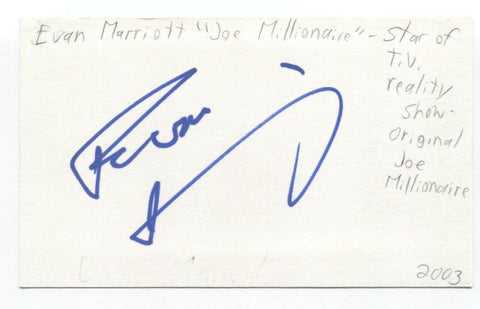 Evan Marriott "Joe Millionaire" - Star of
T.V.
reality
Show-
Original
Joe
Millionaire
2003